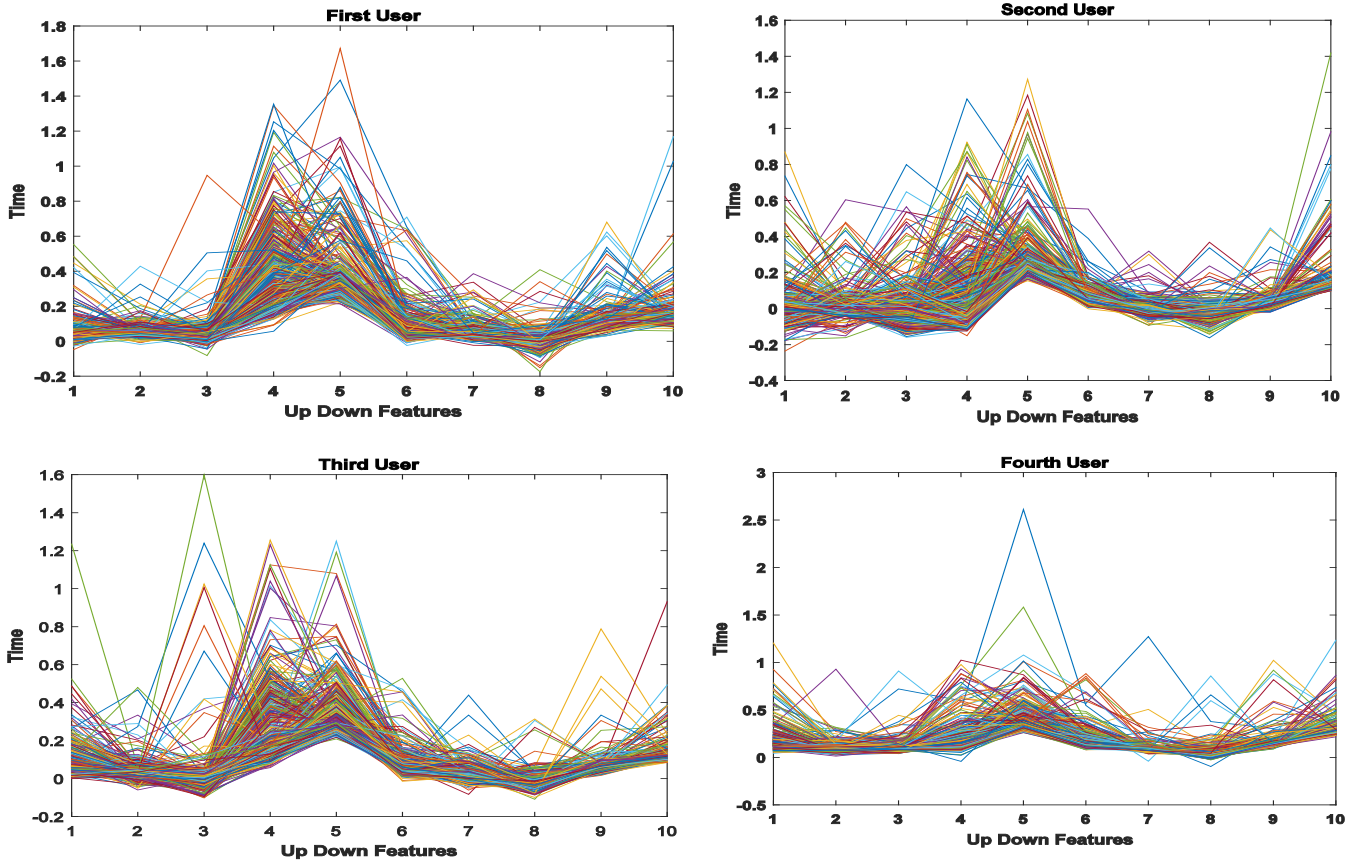 First User
1.8
1.6
1.4
1.2
1
0.8
0.6
0.4
0.2
0
-0.2
Time
1 2 3 4 5 6 7 8 9 10
Up Down Features
Second User
1.6
1.4
1.2
1
0.8
0.6
0.4
0.2
0
-0.2
-0.4
Time
1 2 3 4 5 6 7 8 9 10
Up Down Features
Third User
1.6
1.4
1.2
1
0.8
0.6
0.4
0.2
0
-0.2
Time
1 2 3 4 5 6 7 8 9 10
Up Down Features
Fourth User
3
2.5
2
1.5
1
0.5
0
-0.5
Time
1 2 3 4 5 6 7 8 9 10
Up Down Features